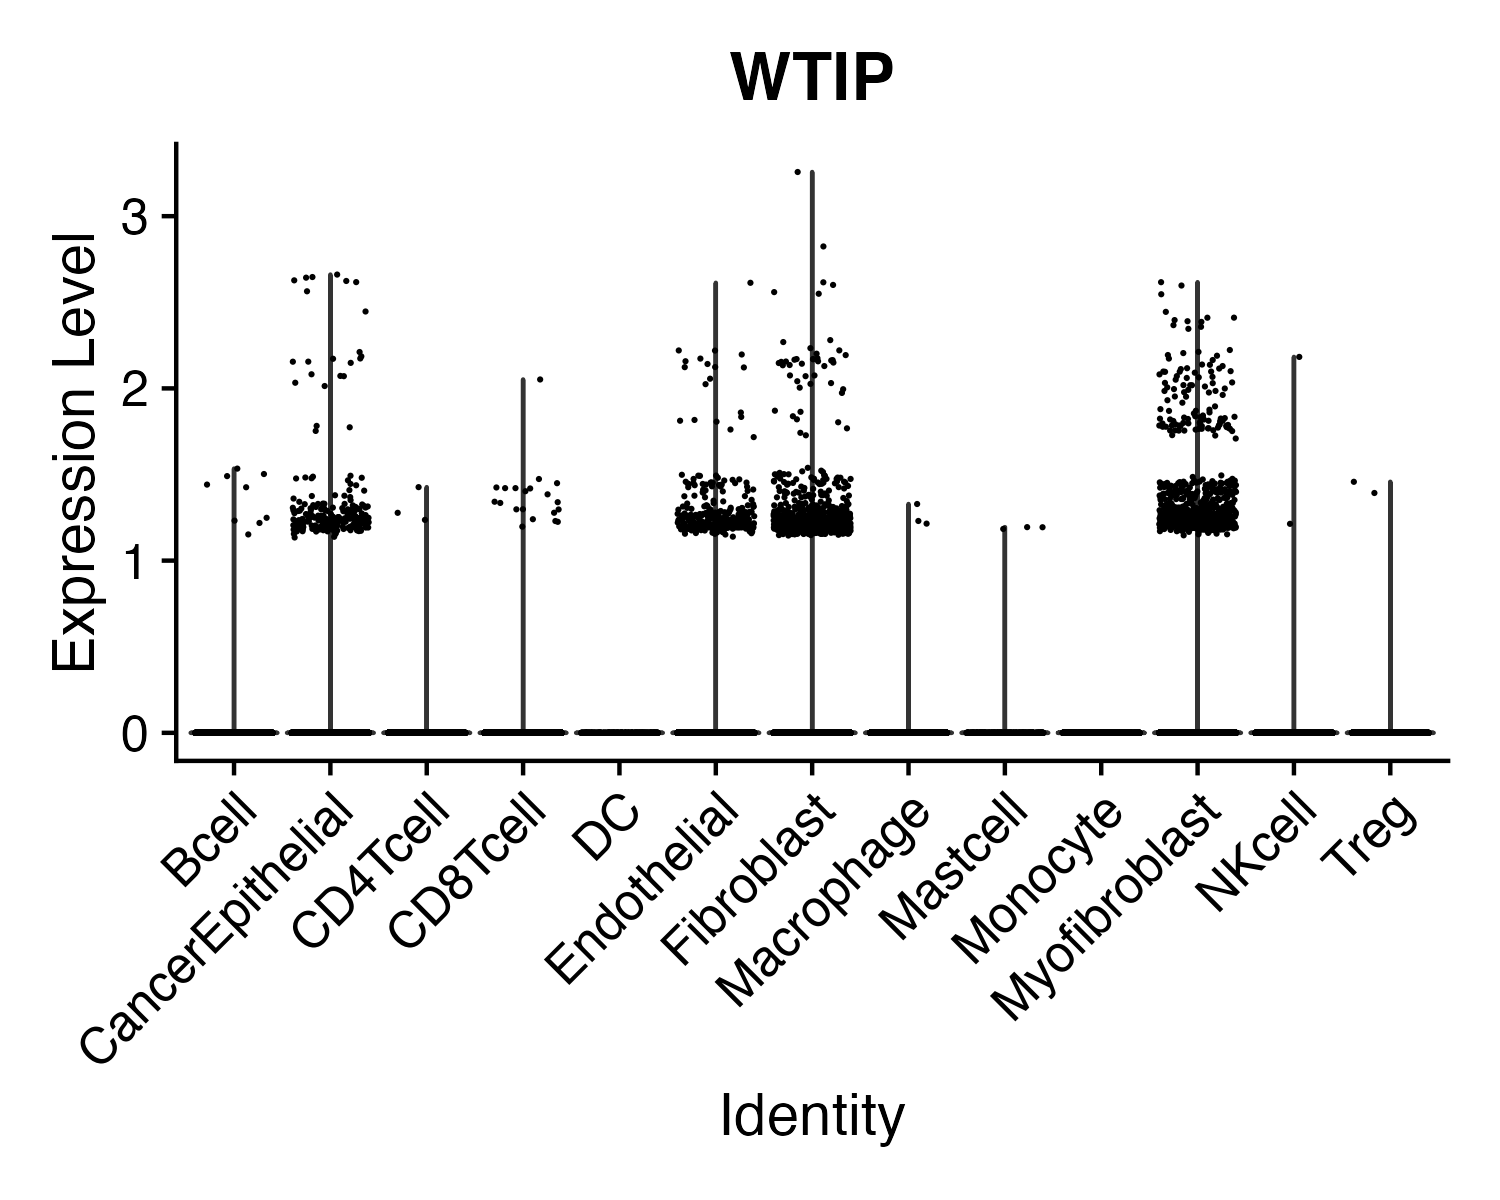 WTIP
Expression Level
3
2
1
0
Bcell
CancerEpithelial
CD4Tcell
CD8Tcell
DC
Endothelial
Fibroblast
Macrophage
Mastcell
Monocyte
Myofibroblast
NKcell
Treg
Identity